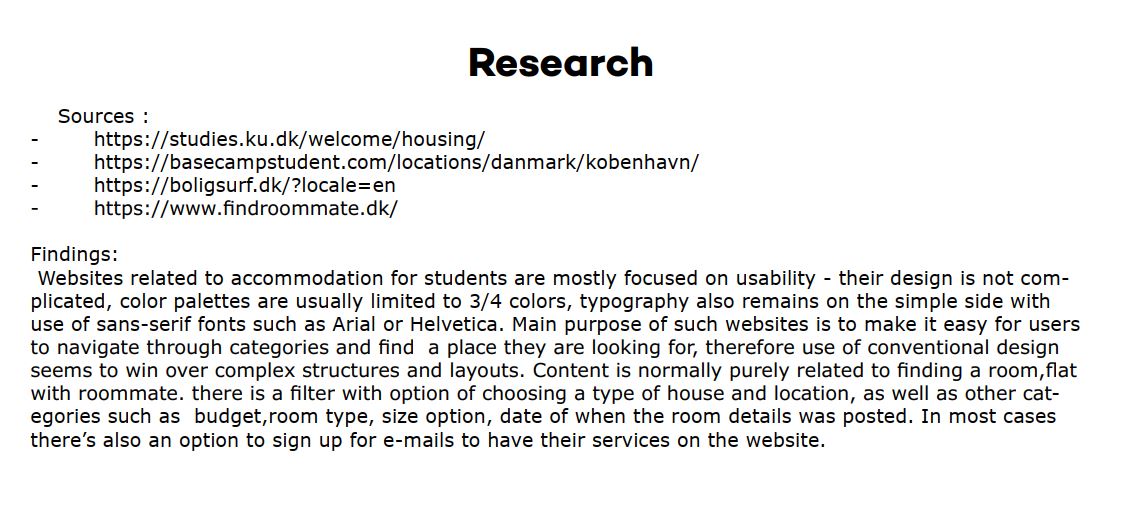 Research
Sources :
- https://studies.ku.dk/welcome/housing/
- https://basecampstudent.com/locations/danmark/kobenhavn/
- https://boligsurf.dk/?locale=en
- https://www.findroommate.dk/
Findings:
Websites related to accommodation for students are mostly focused on usability - their design is not com-
plicated, color palettes are usually limited to 3/4 colors, typography also remains on the simple side with
use of sans-serif fonts such as Arial or Helvetica. Main purpose of such websites is to make it easy for users
to navigate through categories and find  a place they are looking for, therefore use of conventional design
seems to win over complex structures and layouts. Content is normally purely related to finding a room,flat
with roommate. there is a filter with option of choosing a type of house and location, as well as other cat-
egories such as  budget,room type, size option, date of when the room details was posted. In most cases
there’s also an option to sign up for e-mails to have their services on the website.